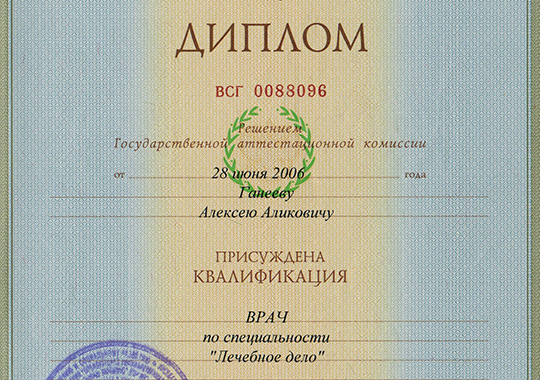 ДИПЛОМ
ВСГ 0088096
Решением
Государственной аттестационной комиссии
от 28 июня 2006 года
Ганееву
Алексею Аликовичу
ПРИСУЖДЕНА
КВАЛИФИКАЦИЯ
ВРАЧ
по специальности
"Лечебное дело"